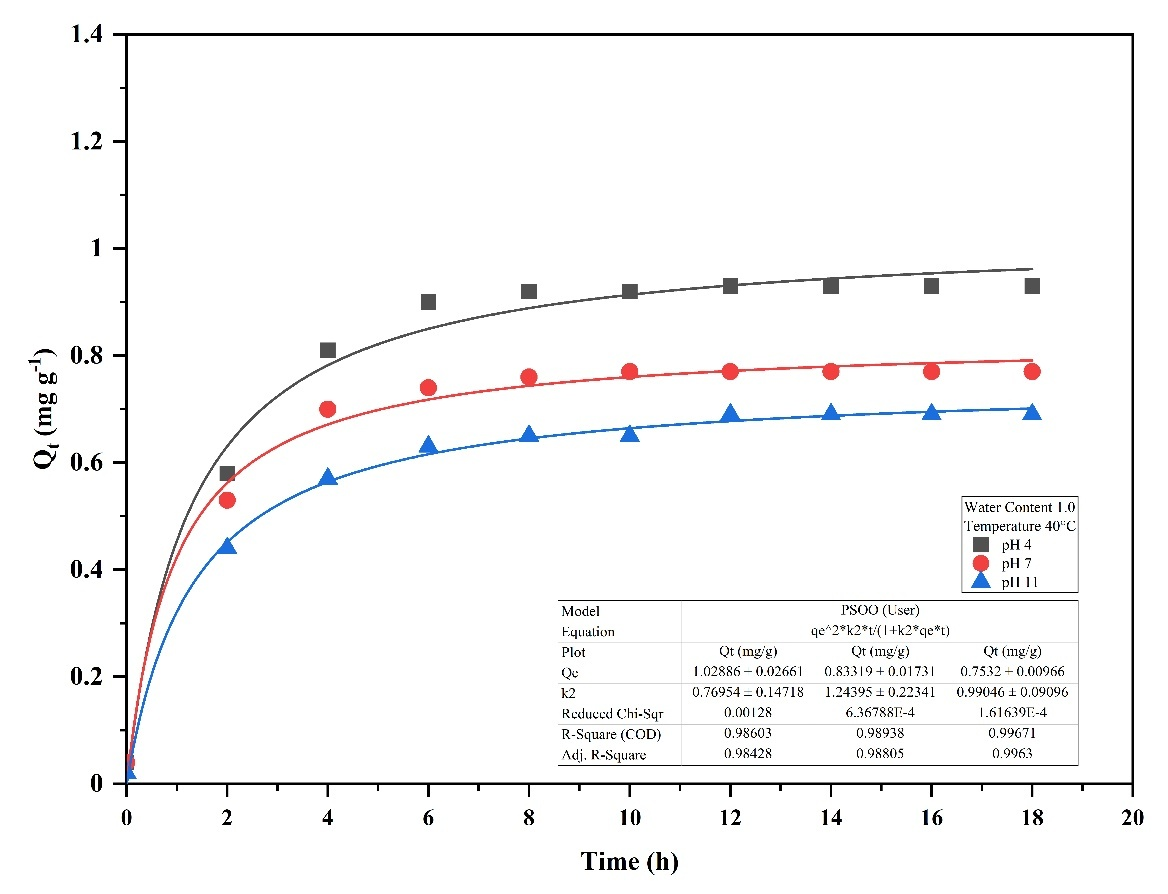 1.4
1.2
1
0.8
0.6
0.4
0.2
0
Qt (mg g-1)
Water Content 1.0
Temperature 40°C
pH 4
pH 7
pH 11
Model PSOO (User)
Equation qe^2*k2*t/(1+k2*qe*t)
Plot Qt (mg/g) Qt (mg/g) Qt (mg/g)
Qe 1.02886 ± 0.02661 0.83319 ± 0.01731 0.7532 ± 0.00966
k2 0.76954 ± 0.14718 1.24395 ± 0.22341 0.99046 ± 0.09096
Reduced Chi-Sqr 0.00128 6.36788E-4 1.61639E-4
R-Square (COD) 0.98603 0.98938 0.99671
Adj. R-Square 0.98428 0.98805 0.9963
0 2 4 6 8 10 12 14 16 18 20
Time (h)